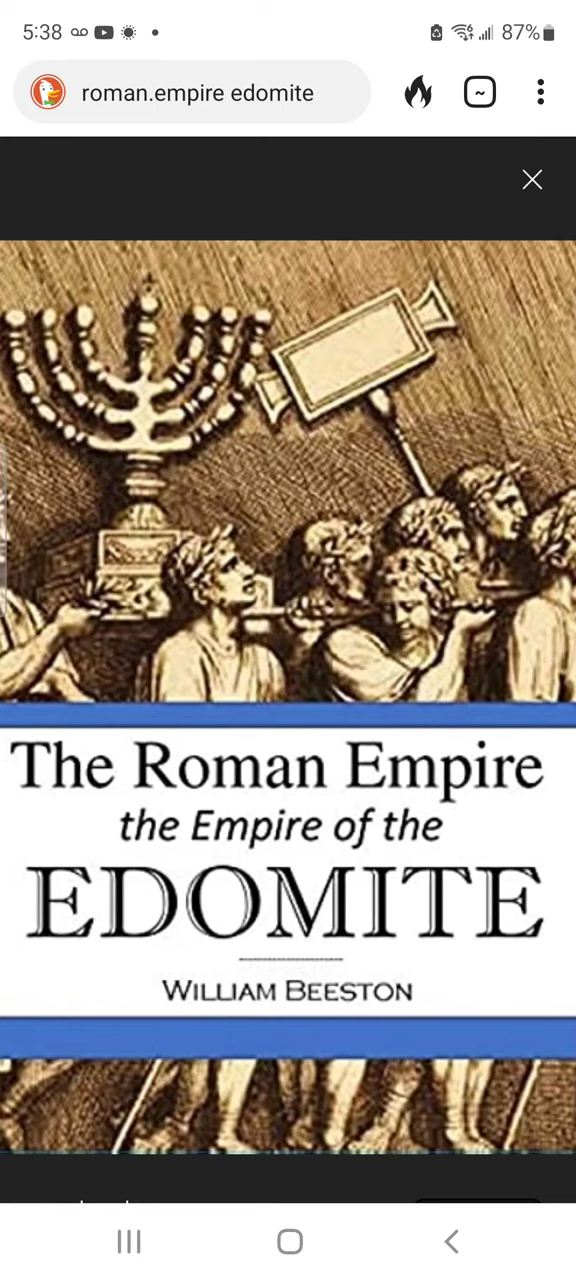 5:38
87%
roman.empire edomite
The Roman Empire
the Empire of the
EDOMITE
WILLIAM BEESTON